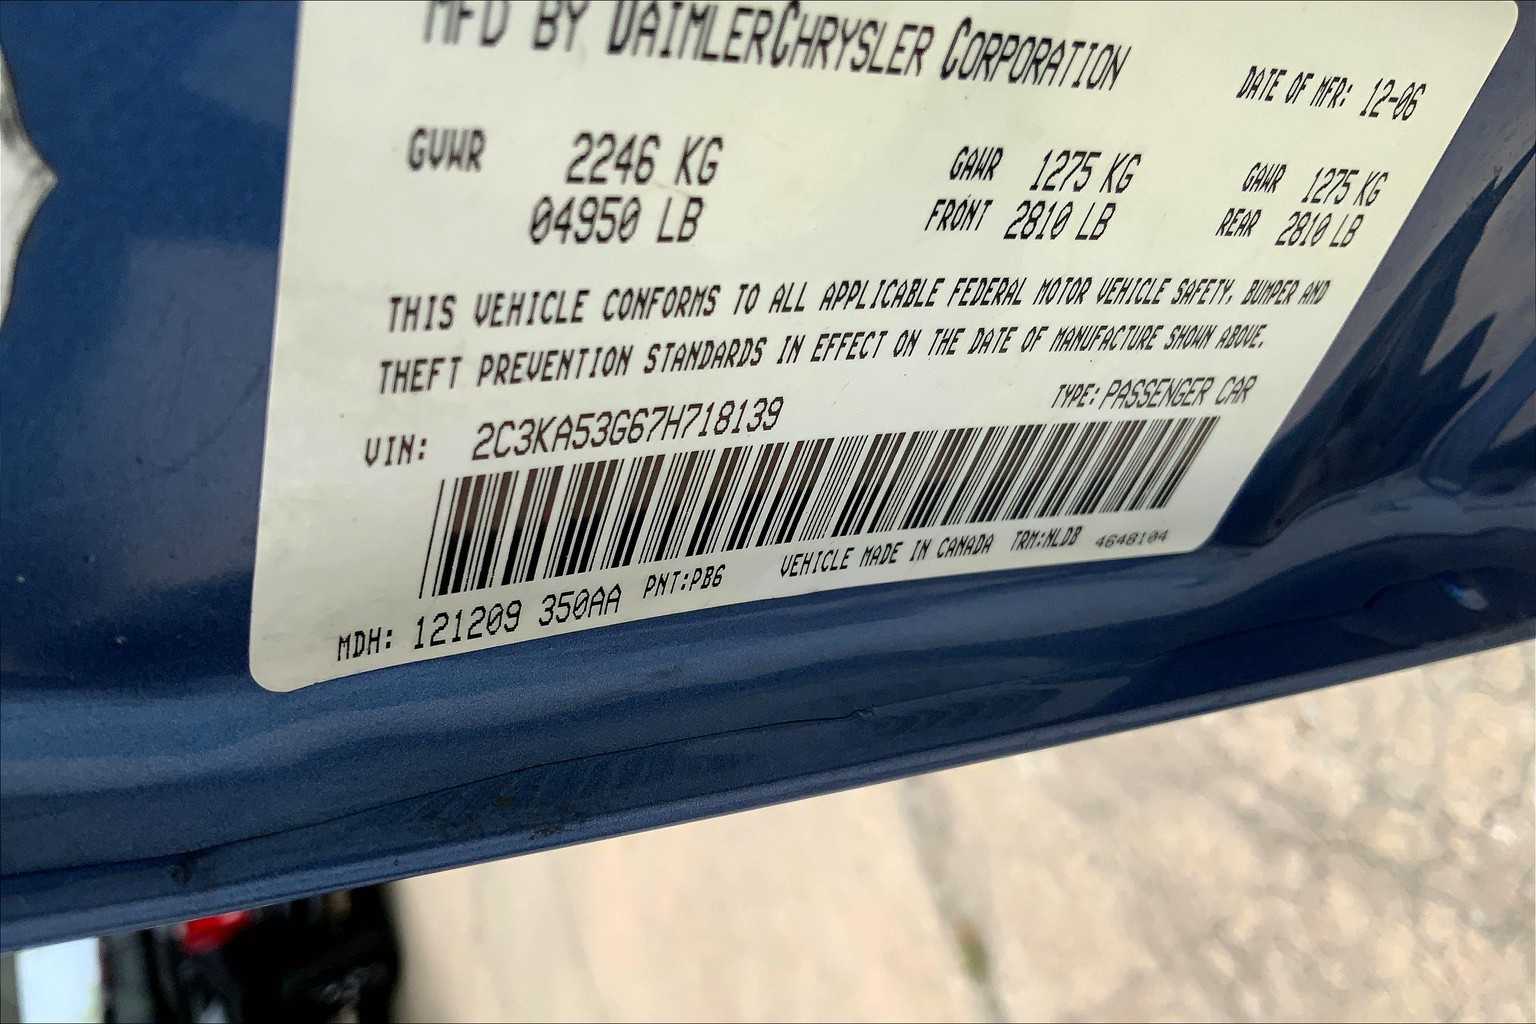 MFD BY DAIMLERCHRYSLER CORPORATION
DATE OF MFR: 12-06
GVWR 2246 KG
04950 LB
GAWR 1275 KG
FRONT 2810 LB
GAWR 1275 KG
REAR 2810 LB
THIS VEHICLE CONFORMS TO ALL APPLICABLE FEDERAL MOTOR VEHICLE SAFETY, BUMPER AND
THEFT PREVENTION STANDARDS IN EFFECT ON THE DATE OF MANUFACTURE SHOWN ABOVE.
VIN: 2C3KA53G67H718139
TYPE: PASSENGER CAR
MDH: 121209 350AA PNT:PB6 VEHICLE MADE IN CANADA TRM:NLDB 4648104